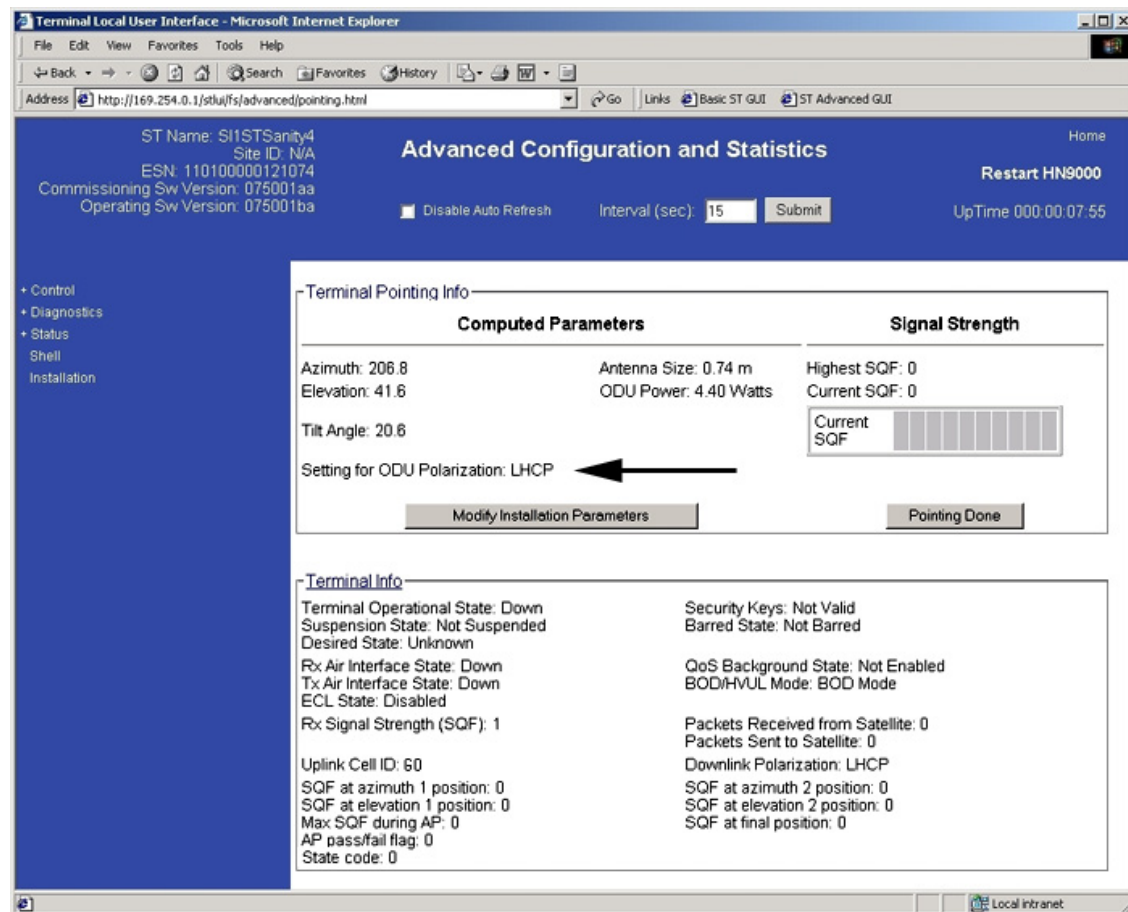 Terminal Local User Interface - Microsoft Internet Explorer
File Edit View Favorites Tools Help
Back Search Favorites History
Address http://169.254.0.1/stlui/fs/advanced/pointing.html Go Links Basic ST GUI ST Advanced GUI
ST Name: SI1STSanity4
Site ID: N/A
ESN: 110100000121074
Commissioning Sw Version: 075001aa
Operating Sw Version: 075001ba
Advanced Configuration and Statistics
Disable Auto Refresh Interval (sec): 15 Submit
Home
Restart HN9000
UpTime 000:00:07:55
+ Control
+ Diagnostics
+ Status
Shell
Installation
Terminal Pointing Info
Computed Parameters Signal Strength
Azimuth: 206.8 Antenna Size: 0.74 m Highest SQF: 0
Elevation: 41.6 ODU Power: 4.40 Watts Current SQF: 0
Tilt Angle: 20.6
Current SQF
Setting for ODU Polarization: LHCP
Modify Installation Parameters Pointing Done
Terminal Info
Terminal Operational State: Down Security Keys: Not Valid
Suspension State: Not Suspended Barred State: Not Barred
Desired State: Unknown
Rx Air Interface State: Down QoS Background State: Not Enabled
Tx Air Interface State: Down BOD/HVUL Mode: BOD Mode
ECL State: Disabled
Rx Signal Strength (SQF): 1 Packets Received from Satellite: 0
Packets Sent to Satellite: 0
Uplink Cell ID: 60 Downlink Polarization: LHCP
SQF at azimuth 1 position: 0 SQF at azimuth 2 position: 0
SQF at elevation 1 position: 0 SQF at elevation 2 position: 0
Max SQF during AP: 0 SQF at final position: 0
AP pass/fail flag: 0
State code: 0
Local intranet